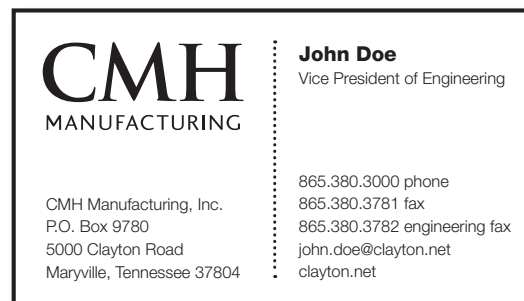 CMH
MANUFACTURING
CMH Manufacturing, Inc.
P.O. Box 9780
5000 Clayton Road
Maryville, Tennessee 37804
John Doe
Vice President of Engineering
865.380.3000 phone
865.380.3781 fax
865.380.3782 engineering fax
john.doe@clayton.net
clayton.net